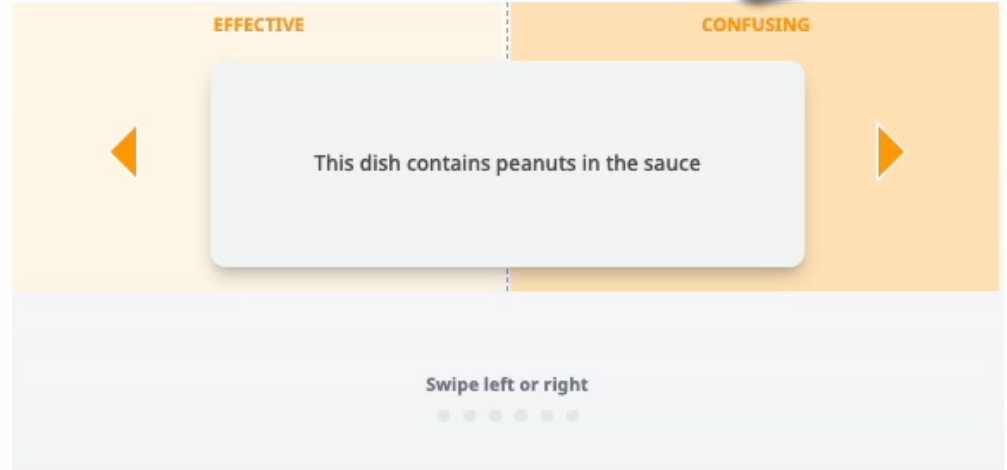 EFFECTIVE
CONFUSING
This dish contains peanuts in the sauce
Swipe left or right